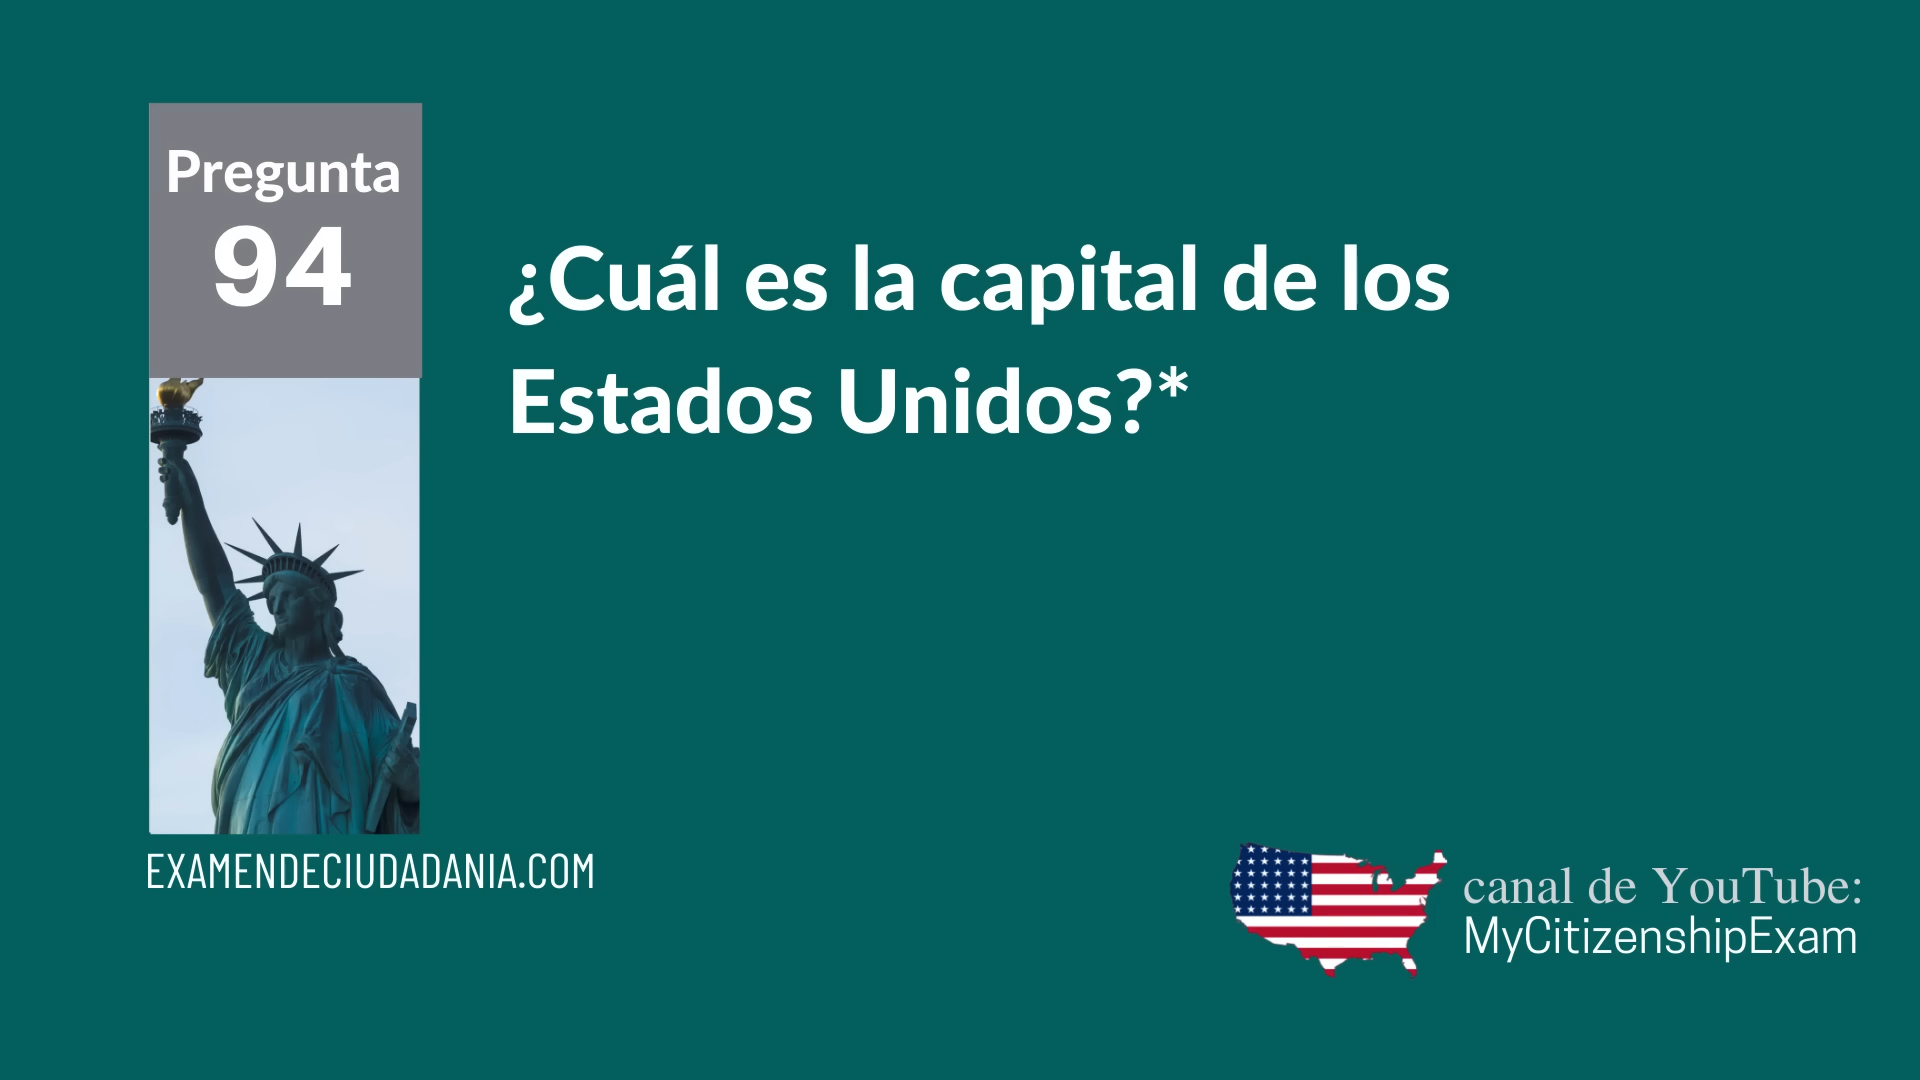 Pregunta
94
¿Cuál es la capital de los
Estados Unidos?*
EXAMENDECIUDADANIA.COM
canal de YouTube:
MyCitizenshipExam